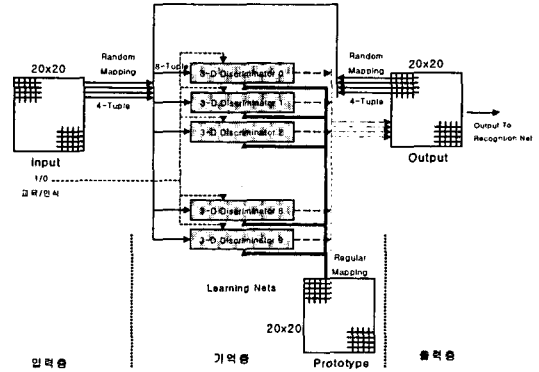 Random
Mapping
20x20
4-Tuple
Input
1/0
교육/인식
8-Tuple
3-D Discriminator 0
3-D Discriminator 1
3-D Discriminator 2
3-D Discriminator 8
3-D Discriminator 9
Learning Nets
Random
Mapping
20x20
4-Tuple
Output
Output To
Recognition Net
Regular
Mapping
20x20
Prototype
입력층
기억층
출력층